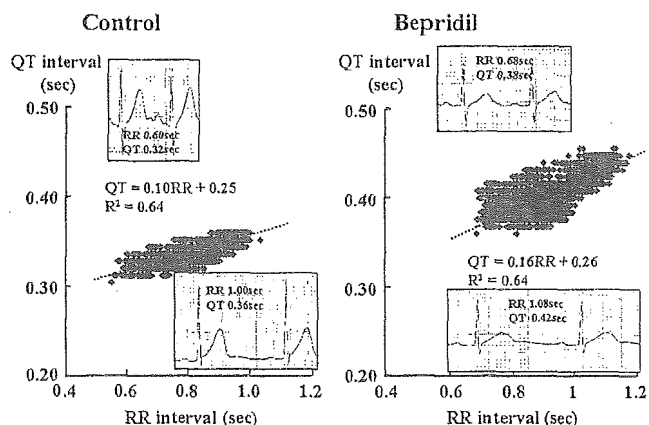 Control
QT interval
(sec)
0.50
0.40
0.30
0.20
RR 0.60sec
QT 0.32sec
QT = 0.10RR + 0.25
R² = 0.64
RR 1.00sec
QT 0.36sec
0.4
0.6
0.8
1.0
1.2
RR interval (sec)
Bepridil
QT interval
(sec)
0.50
0.40
0.30
0.20
RR 0.68sec
QT 0.38sec
QT = 0.16RR + 0.26
R² = 0.64
RR 1.08sec
QT 0.42sec
0.4
0.6
0.8
1
1.2
RR interval (sec)